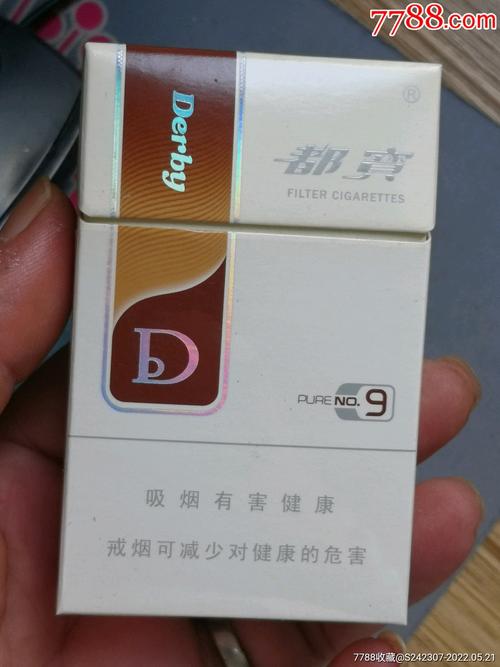 7788.com
Derby
®
都寳
FILTER CIGARETTES
D
PURE NO. 9
吸烟有害健康
戒烟可减少对健康的危害
7788收藏@S242307-2022.05.21